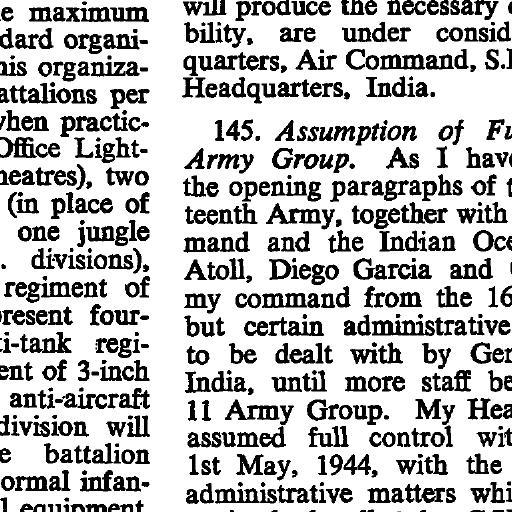 e maximum
dard organi-
his organiza-
attalions per
when practic-
Office Light-
heatres), two
(in place of
one jungle
. divisions),
regiment of
present four-
ti-tank regi-
ent of 3-inch
anti-aircraft
division will
e battalion
ormal infan-
l equipment,
will produce the necessary
bility, are under consid
quarters, Air Command, S.
Headquarters, India.
145. Assumption of Fu
Army Group. As I have
the opening paragraphs of t
teenth Army, together with
mand and the Indian Oce
Atoll, Diego Garcia and
my command from the 16
but certain administrative
to be dealt with by Gen
India, until more staff be
11 Army Group. My Hea
assumed full control wit
1st May, 1944, with the
administrative matters whi